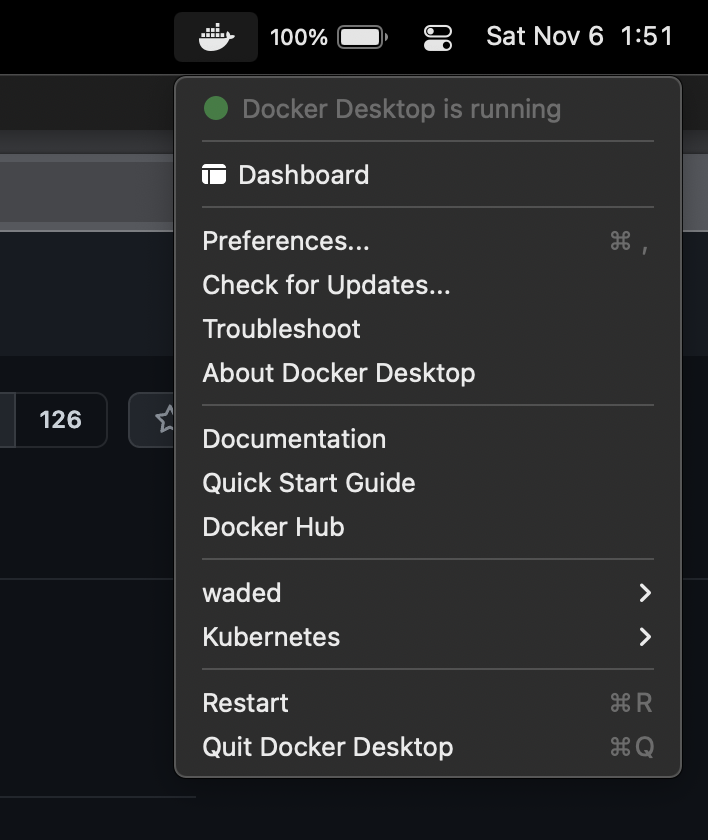 100% Sat Nov 6 1:51
Docker Desktop is running
Dashboard
Preferences... ⌘ ,
Check for Updates...
Troubleshoot
About Docker Desktop
126
Documentation
Quick Start Guide
Docker Hub
waded
Kubernetes
Restart ⌘R
Quit Docker Desktop ⌘Q